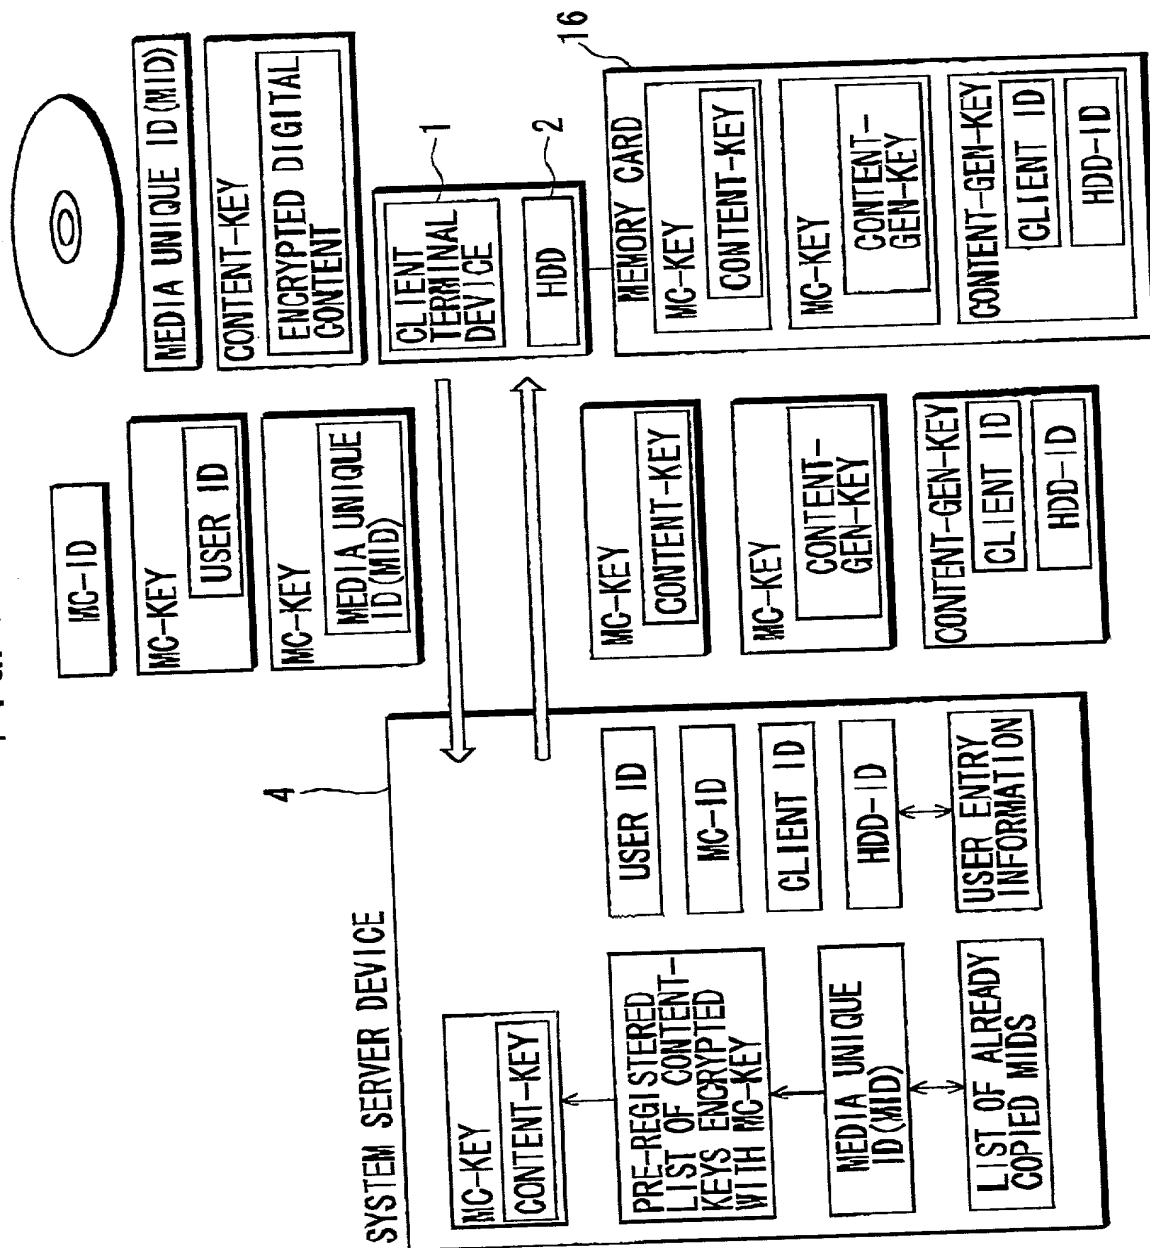 MEDIA UNIQUE ID(MID)
CONTENT-KEY
ENCRYPTED DIGITAL
CONTENT
CLIENT
TERMINAL
DEVICE
1
HDD
2
16
MEMORY CARD
MC-KEY
CONTENT-KEY
MC-KEY
CONTENT-
GEN-KEY
CONTENT-GEN-KEY
CLIENT ID
HDD-ID
MC-ID
MC-KEY
USER ID
MC-KEY
MEDIA UNIQUE
ID(MID)
MC-KEY
CONTENT-KEY
MC-KEY
CONTENT-
GEN-KEY
CONTENT-GEN-KEY
CLIENT ID
HDD-ID
SYSTEM SERVER DEVICE
4
USER ID
MC-ID
CLIENT ID
HDD-ID
USER ENTRY
INFORMATION
MC-KEY
CONTENT-KEY
PRE-REGISTERED
LIST OF CONTENT-
KEYS ENCRYPTED
WITH MC-KEY
MEDIA UNIQUE
ID(MID)
LIST OF ALREADY
COPIED MIDS